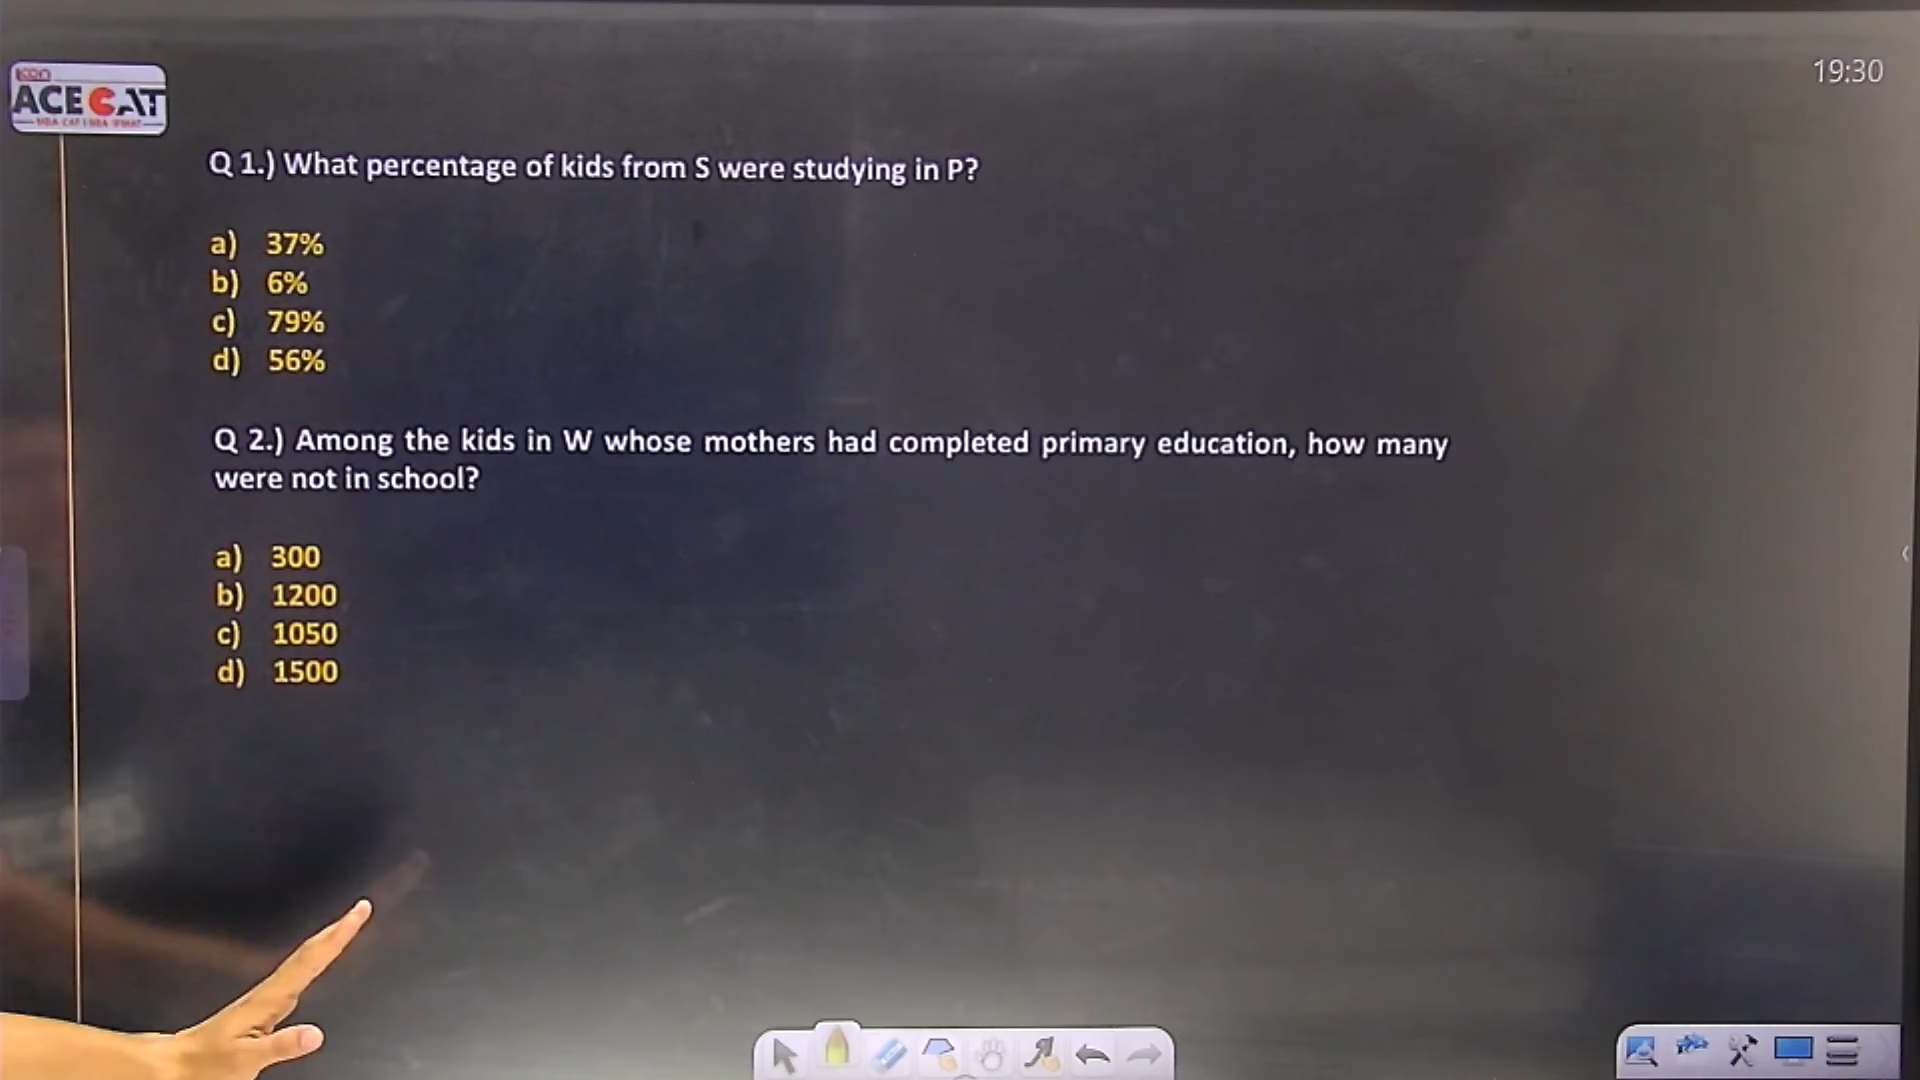 ACE CAT
19:30
Q 1.) What percentage of kids from S were studying in P?
a) 37%
b) 6%
c) 79%
d) 56%
Q 2.) Among the kids in W whose mothers had completed primary education, how many
were not in school?
a) 300
b) 1200
c) 1050
d) 1500